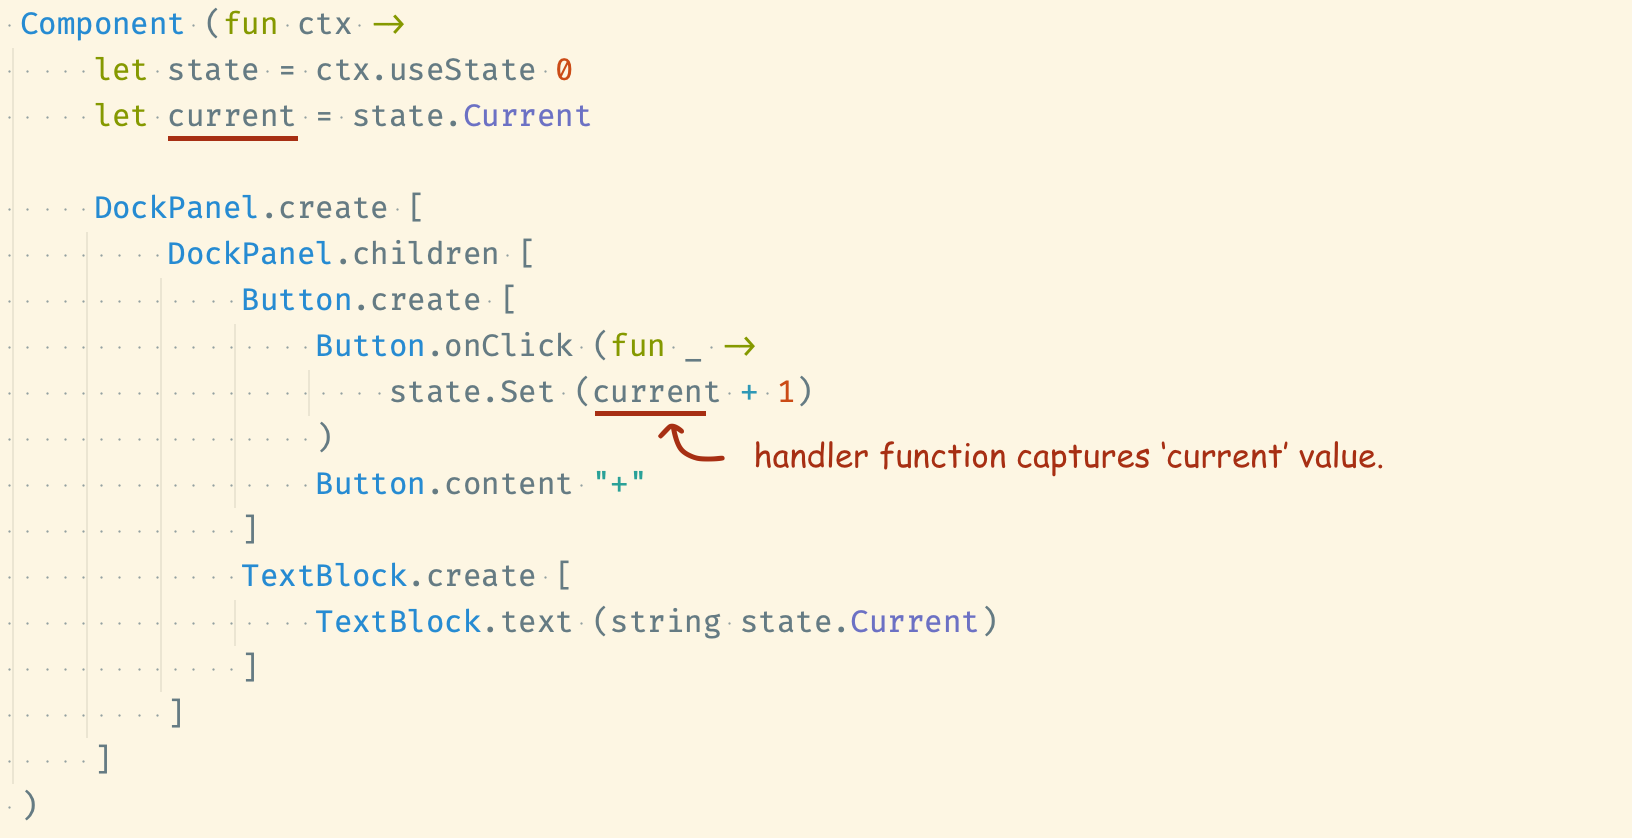 Component (fun ctx →
let state = ctx.useState 0
let current = state.Current
DockPanel.create [
DockPanel.children [
Button.create [
Button.onClick (fun _ →
state.Set (current + 1)
)
handler function captures ‘current’ value.
Button.content "+"
]
TextBlock.create [
TextBlock.text (string state.Current)
]
]
]
)